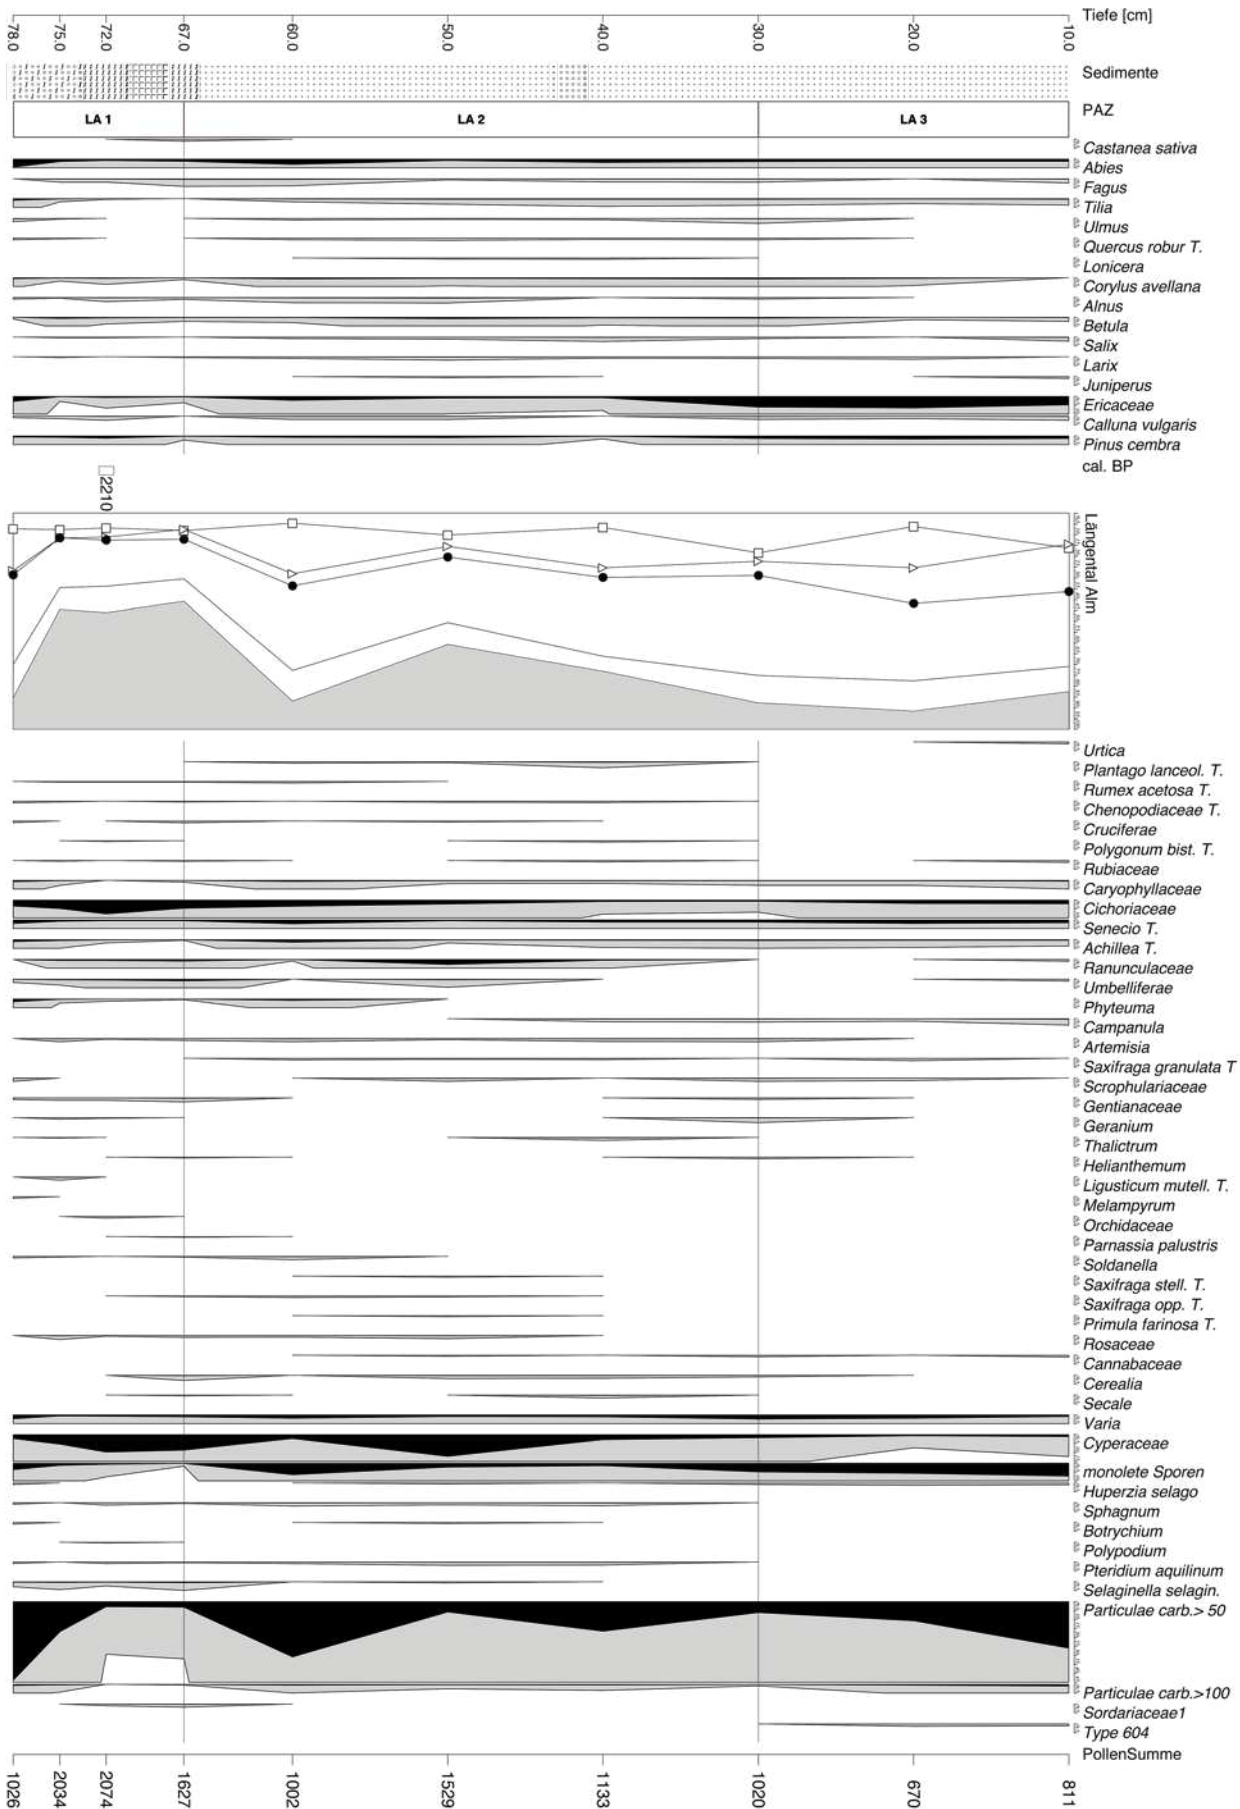 Tiefe [cm]
78.0 75.0 72.0 67.0 60.0 50.0 40.0 30.0 20.0 10.0
Sedimente
PAZ
LA 1 LA 2 LA 3
Castanea sativa
Abies
Fagus
Tilia
Ulmus
Quercus robur T.
Lonicera
Corylus avellana
Alnus
Betula
Salix
Larix
Juniperus
Ericaceae
Calluna vulgaris
Pinus cembra
cal. BP
2210
Längental Alm
Urtica
Plantago lanceol. T.
Rumex acetosa T.
Chenopodiaceae T.
Cruciferae
Polygonum bist. T.
Rubiaceae
Caryophyllaceae
Cichoriaceae
Senecio T.
Achillea T.
Ranunculaceae
Umbelliferae
Phyteuma
Campanula
Artemisia
Saxifraga granulata T
Scrophulariaceae
Gentianaceae
Geranium
Thalictrum
Helianthemum
Ligusticum mutell. T.
Melampyrum
Orchidaceae
Parnassia palustris
Soldanella
Saxifraga stell. T.
Saxifraga opp. T.
Primula farinosa T.
Rosaceae
Cannabaceae
Cerealia
Secale
Varia
Cyperaceae
monolete Sporen
Huperzia selago
Sphagnum
Botrychium
Polypodium
Pteridium aquilinum
Selaginella selagin.
Particulae carb.> 50
Particulae carb.>100
Sordariaceae1
Type 604
PollenSumme
1026 2034 2074 1627 1002 1529 1133 1020 670 811